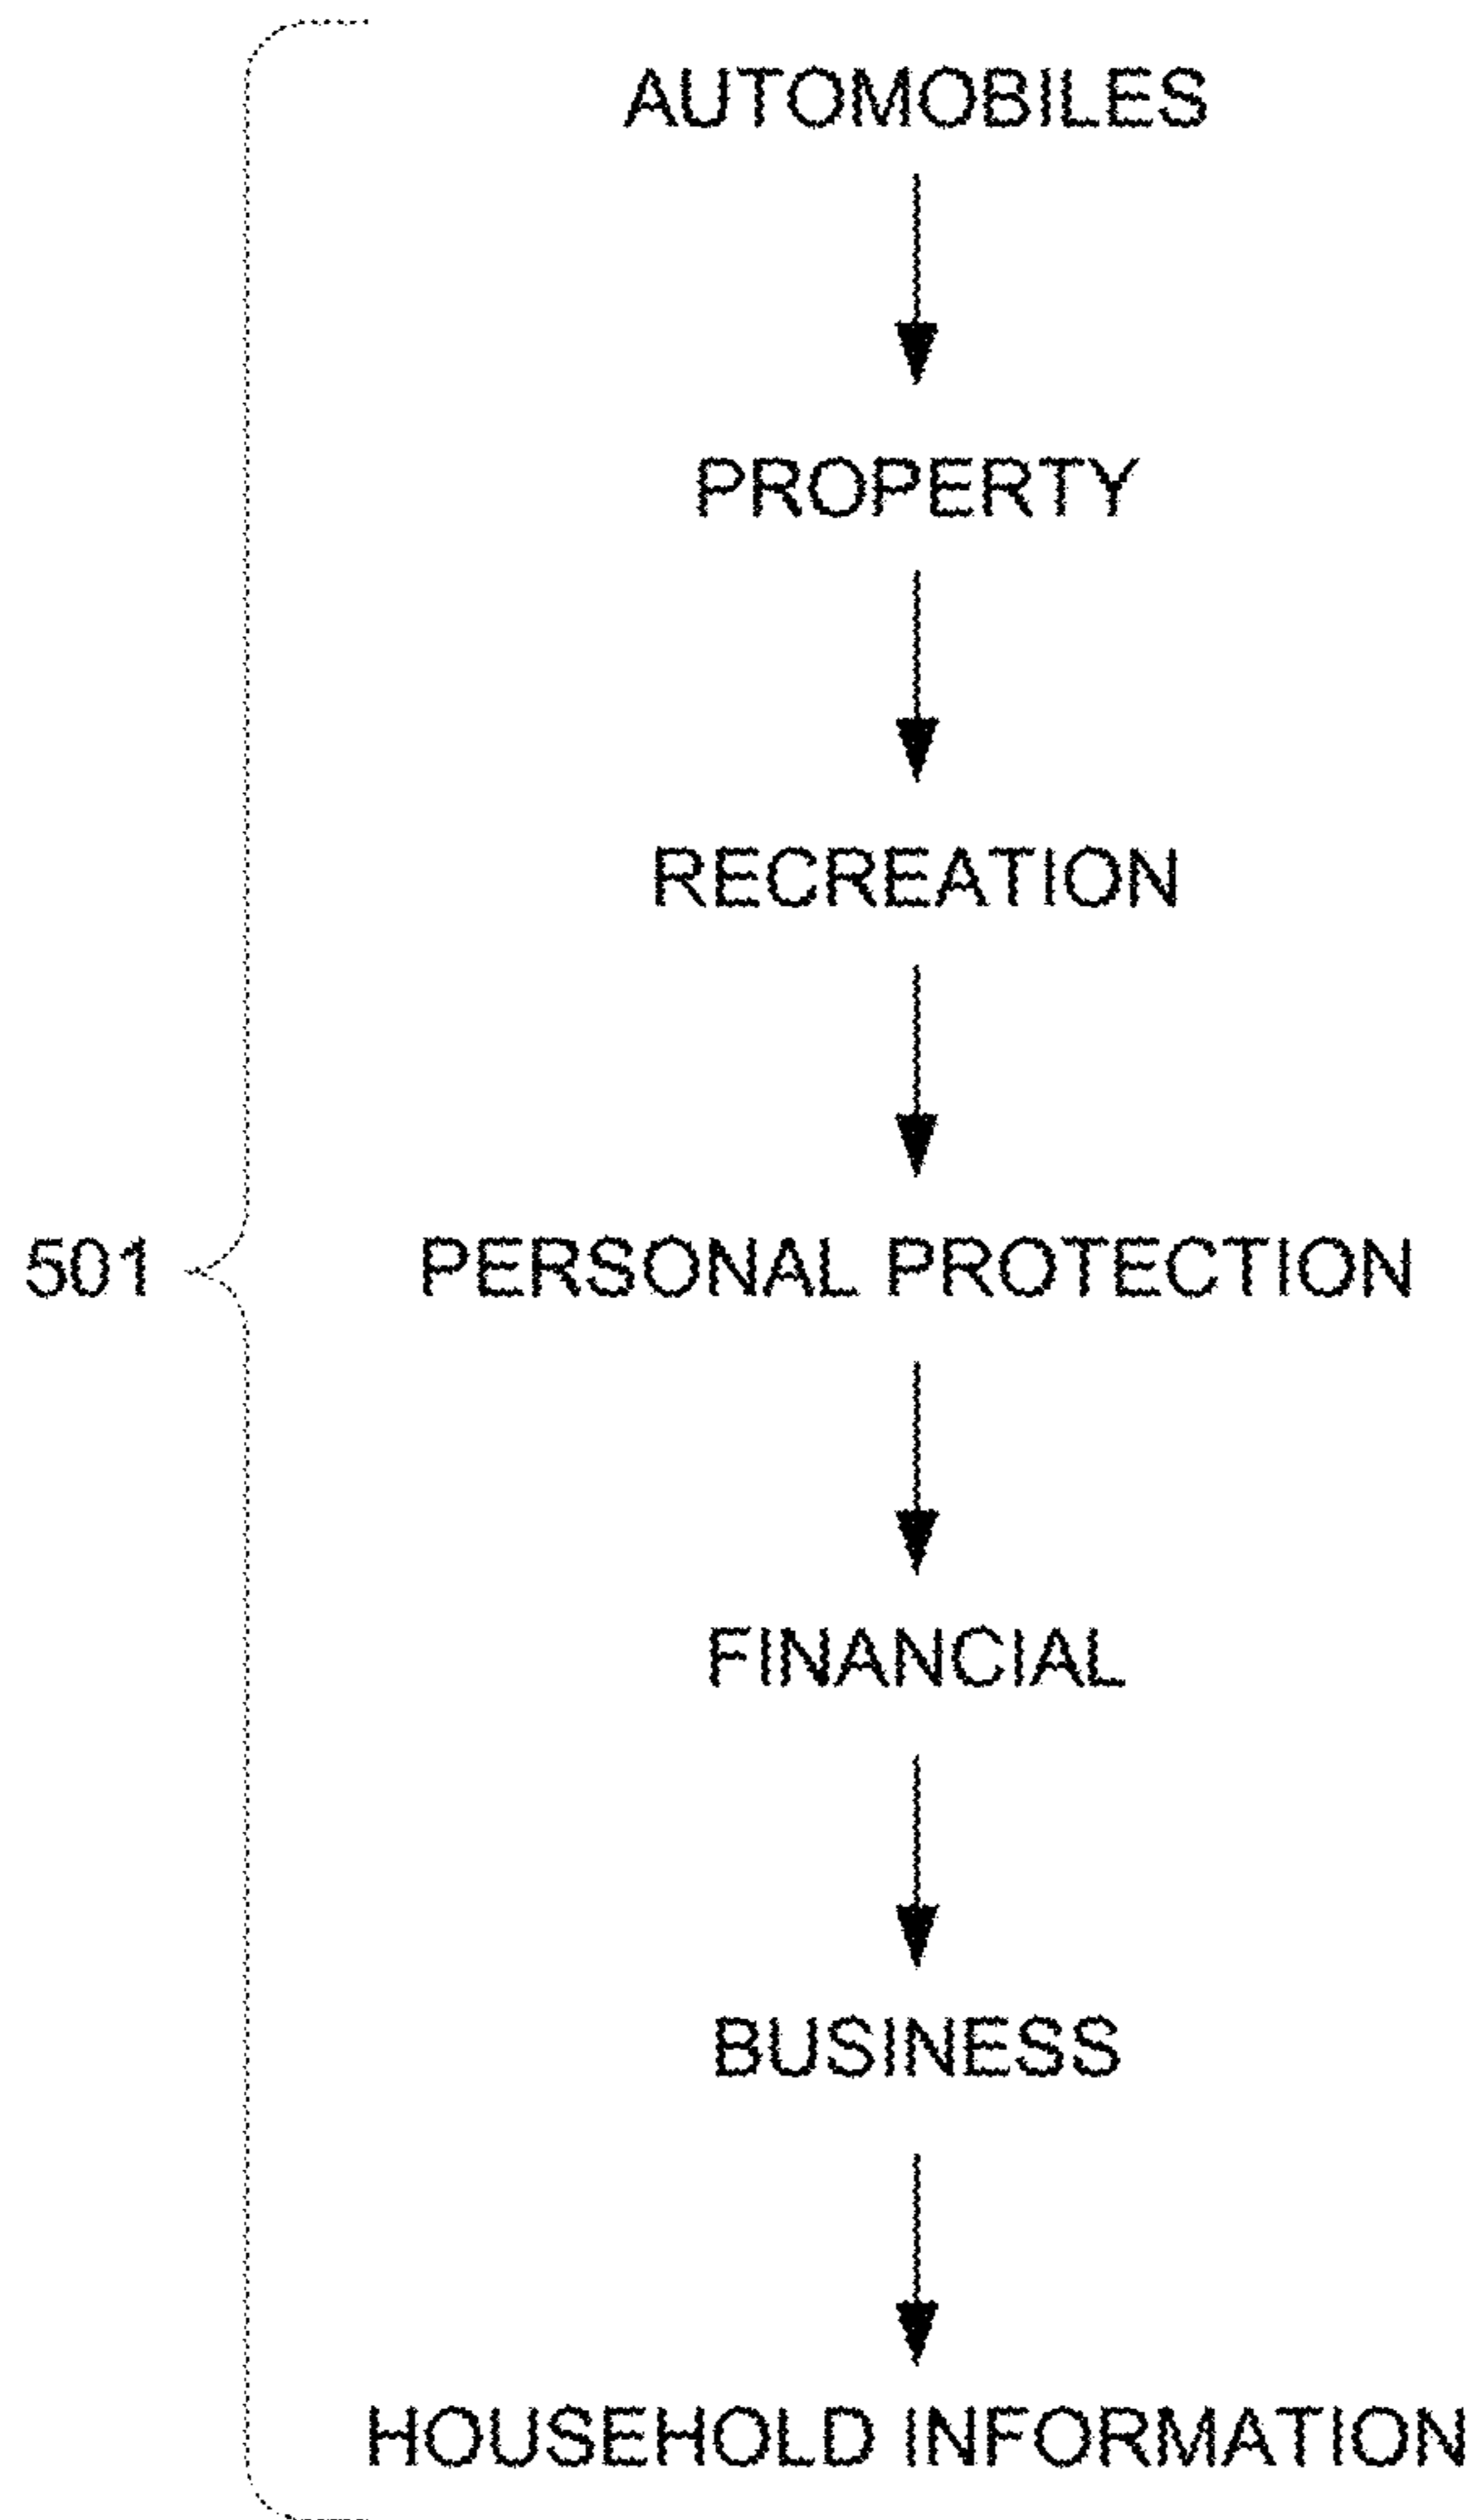 AUTOMOBILES
PROPERTY
RECREATION
501 PERSONAL PROTECTION
FINANCIAL
BUSINESS
HOUSEHOLD INFORMATION